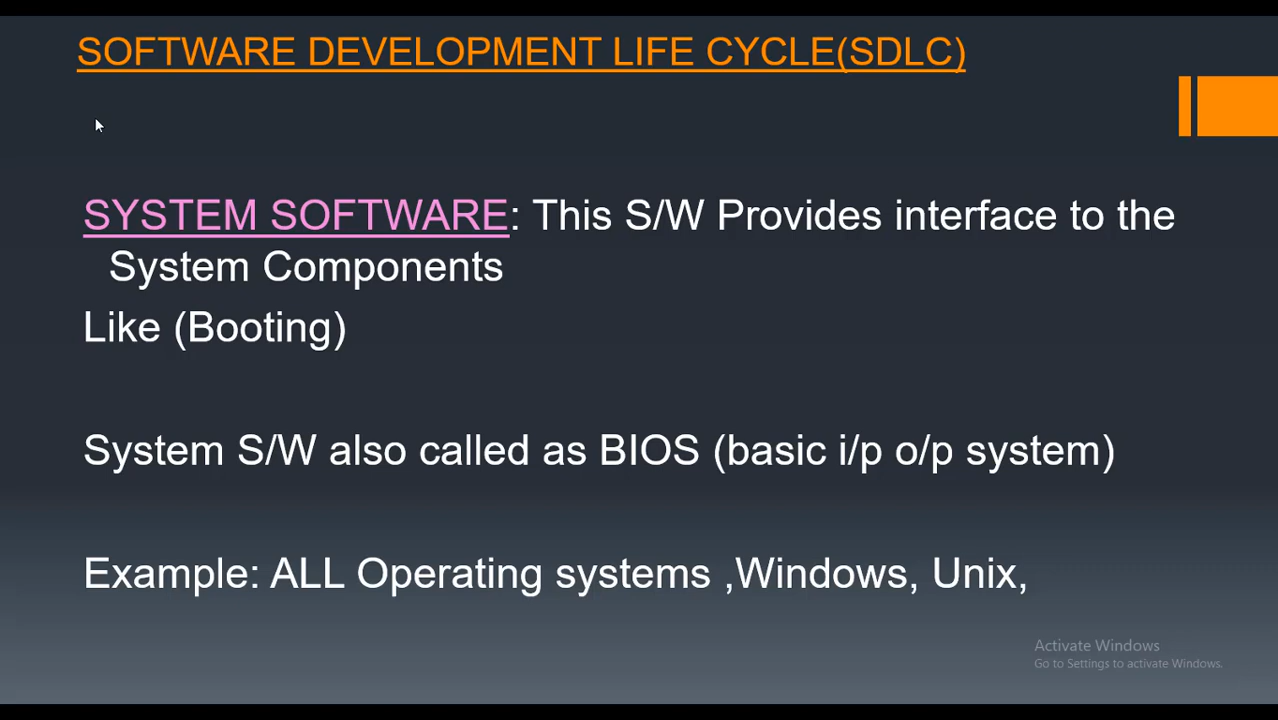 SOFTWARE DEVELOPMENT LIFE CYCLE(SDLC)
SYSTEM SOFTWARE: This S/W Provides interface to the
System Components
Like (Booting)
System S/W also called as BIOS (basic i/p o/p system)
Example: ALL Operating systems ,Windows, Unix,
Activate Windows
Go to Settings to activate Windows.